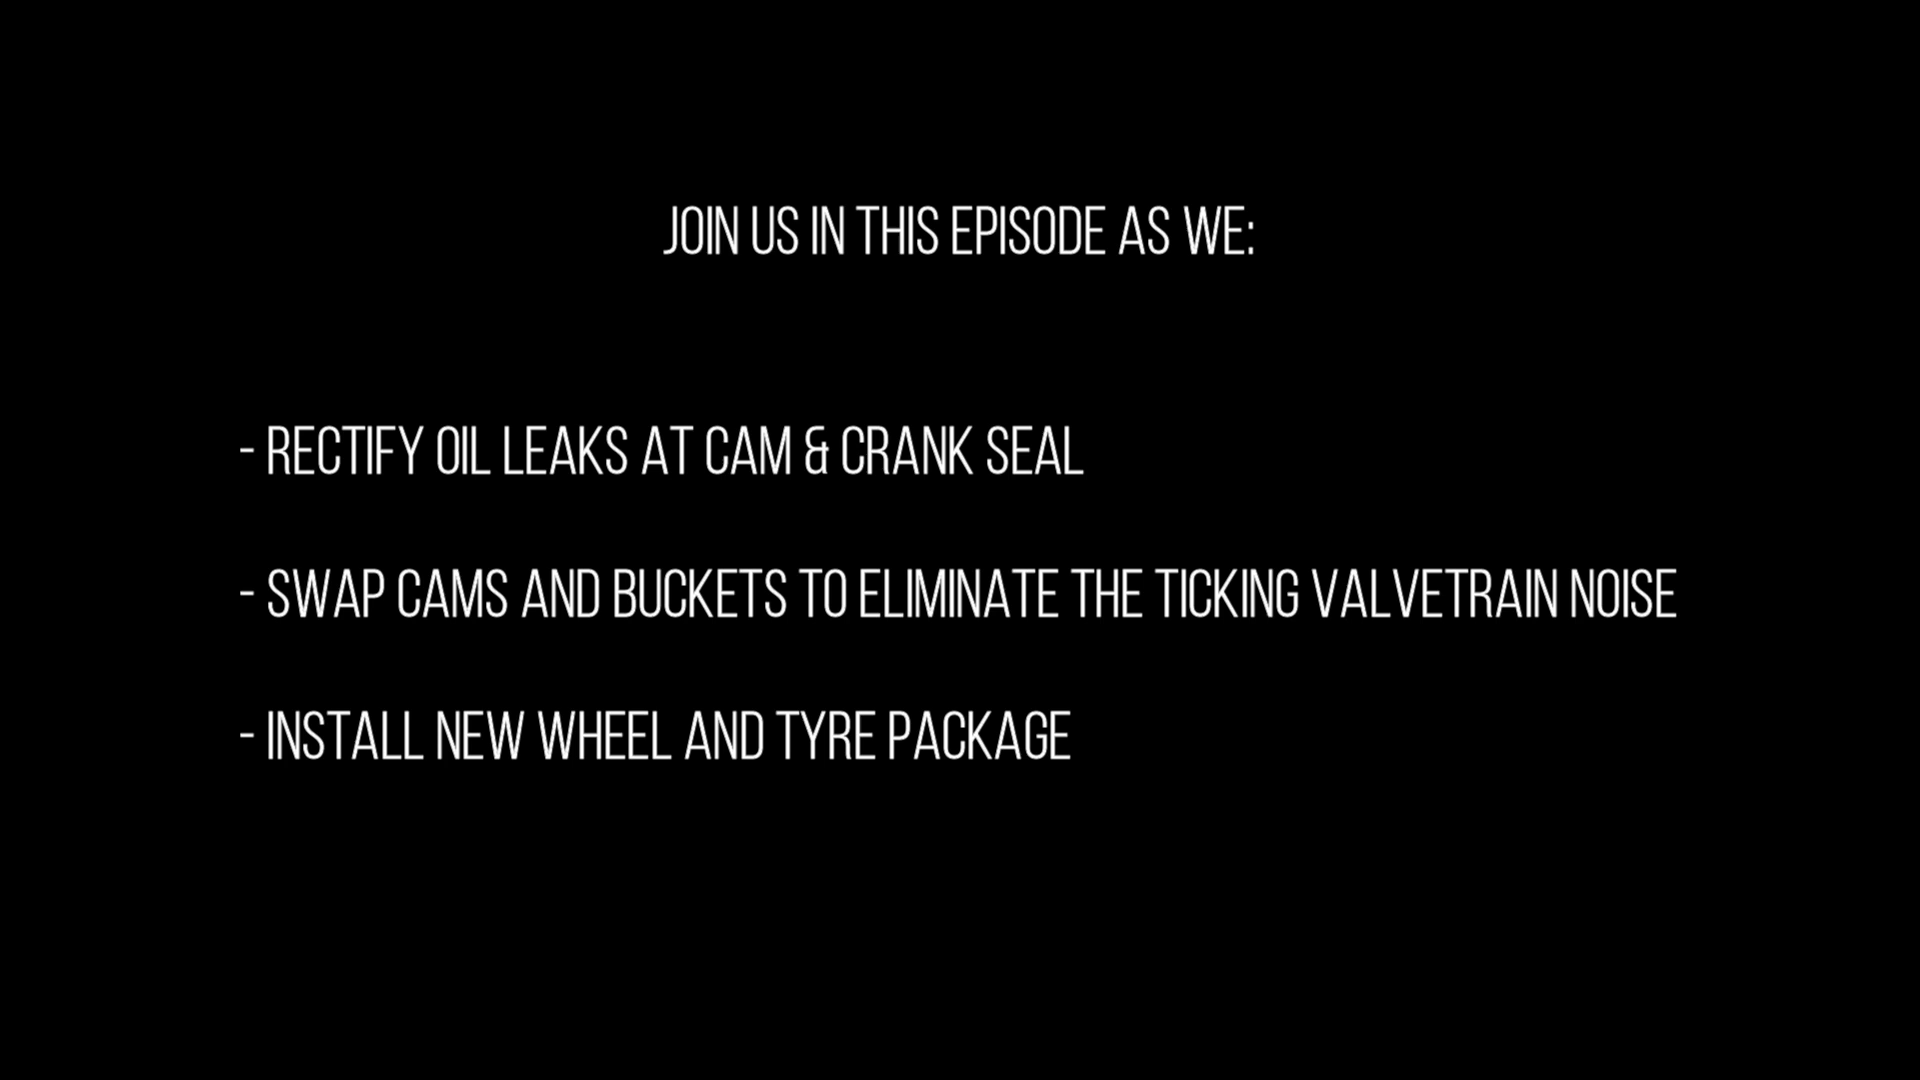 JOIN US IN THIS EPISODE AS WE:
- RECTIFY OIL LEAKS AT CAM & CRANK SEAL
- SWAP CAMS AND BUCKETS TO ELIMINATE THE TICKING VALVETRAIN NOISE
- INSTALL NEW WHEEL AND TYRE PACKAGE